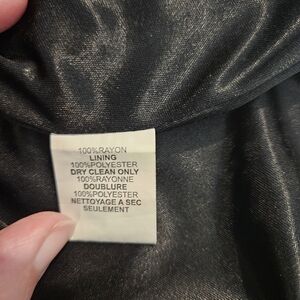 100%RAYON
LINING
100%POLYESTER
DRY CLEAN ONLY
100%RAYONNE
DOUBLURE
100%POLYESTER
NETTOYAGE A SEC
SEULEMENT